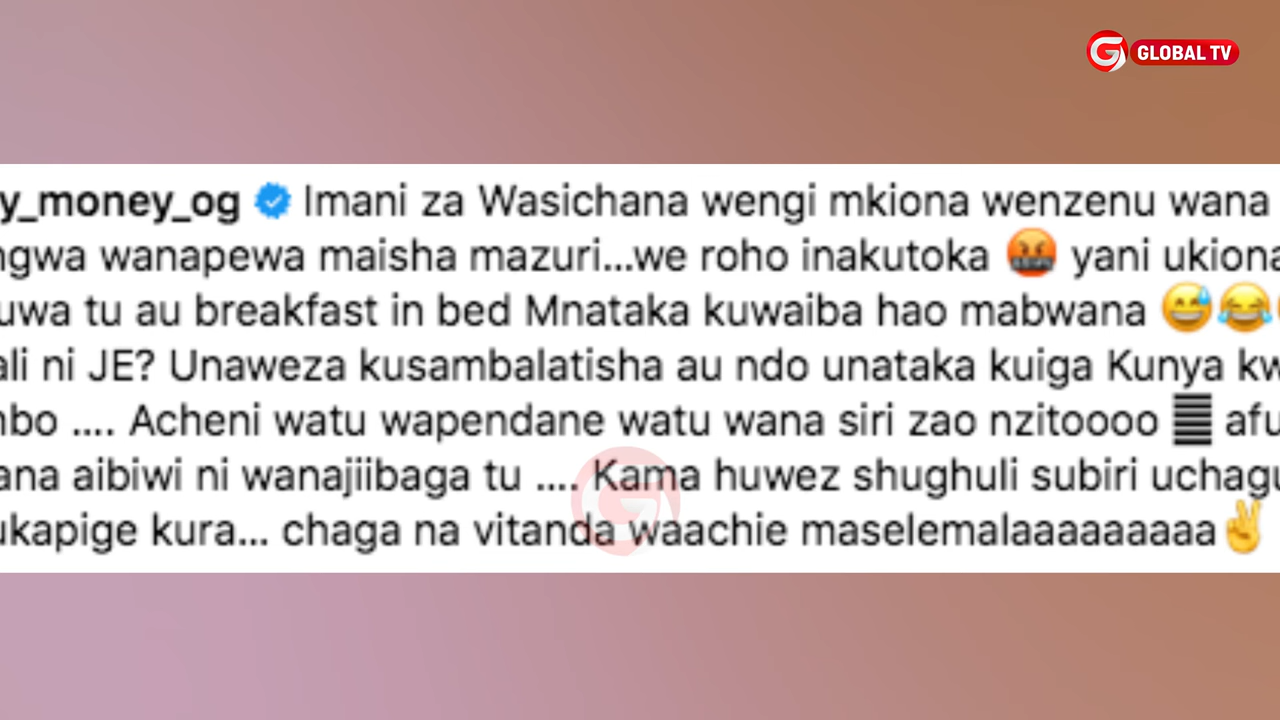 GLOBAL TV
y_money_og Imani za Wasichana wengi mkiona wenzenu wana
ngwa wanapewa maisha mazuri...we roho inakutoka 🤬 yani ukiona
uwa tu au breakfast in bed Mnataka kuwaiba hao mabwana 😅😂
ali ni JE? Unaweza kusambalatisha au ndo unataka kuiga Kunya kw
mbo .... Acheni watu wapendane watu wana siri zao nzitoooo afu
ana aibiwi ni wanajiibaga tu .... Kama huwez shughuli subiri uchagu
ukapige kura... chaga na vitanda waachie maselemalaaaaaaaaa✌